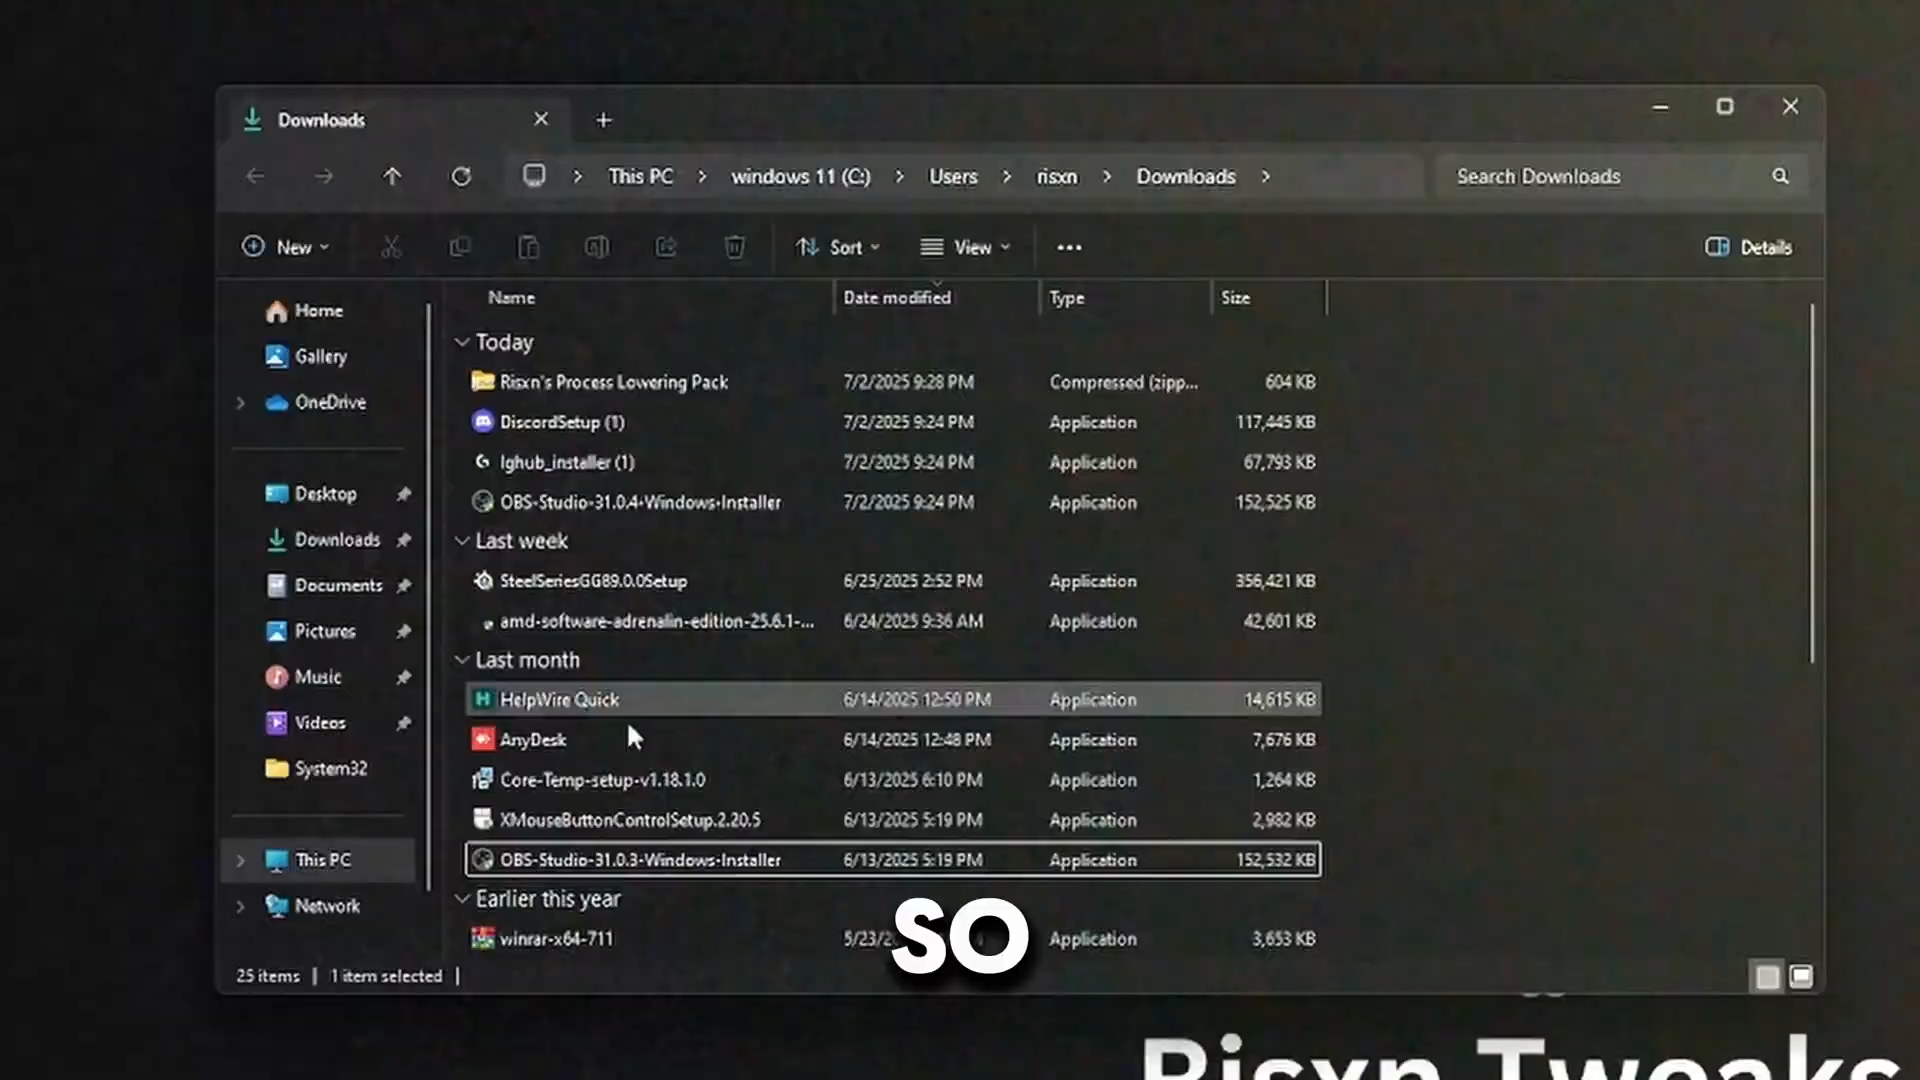 Downloads
This PC > windows 11 (C:) > Users > risxn > Downloads >
Search Downloads
New
Sort
View
Details
Name Date modified Type Size
Home
Gallery
OneDrive
Desktop
Downloads
Documents
Pictures
Music
Videos
System32
This PC
Network
Today
Risxn's Process Lowering Pack 7/2/2025 9:28 PM Compressed (zipp... 604 KB
DiscordSetup (1) 7/2/2025 9:24 PM Application 117,445 KB
lghub_installer (1) 7/2/2025 9:24 PM Application 67,793 KB
OBS-Studio-31.0.4-Windows-Installer 7/2/2025 9:24 PM Application 152,525 KB
Last week
SteelSeriesGG89.0.0Setup 6/25/2025 2:52 PM Application 356,421 KB
amd-software-adrenalin-edition-25.6.1-... 6/24/2025 9:36 AM Application 42,601 KB
Last month
HelpWire Quick 6/14/2025 12:50 PM Application 14,615 KB
AnyDesk 6/14/2025 12:48 PM Application 7,676 KB
Core-Temp-setup-v1.18.1.0 6/13/2025 6:10 PM Application 1,264 KB
XMouseButtonControlSetup.2.20.5 6/13/2025 5:19 PM Application 2,982 KB
OBS-Studio-31.0.3-Windows-Installer 6/13/2025 5:19 PM Application 152,532 KB
Earlier this year
winrar-x64-711 5/23/2 Application 3,653 KB
SO
25 items | 1 item selected |
Risxn Tweaks